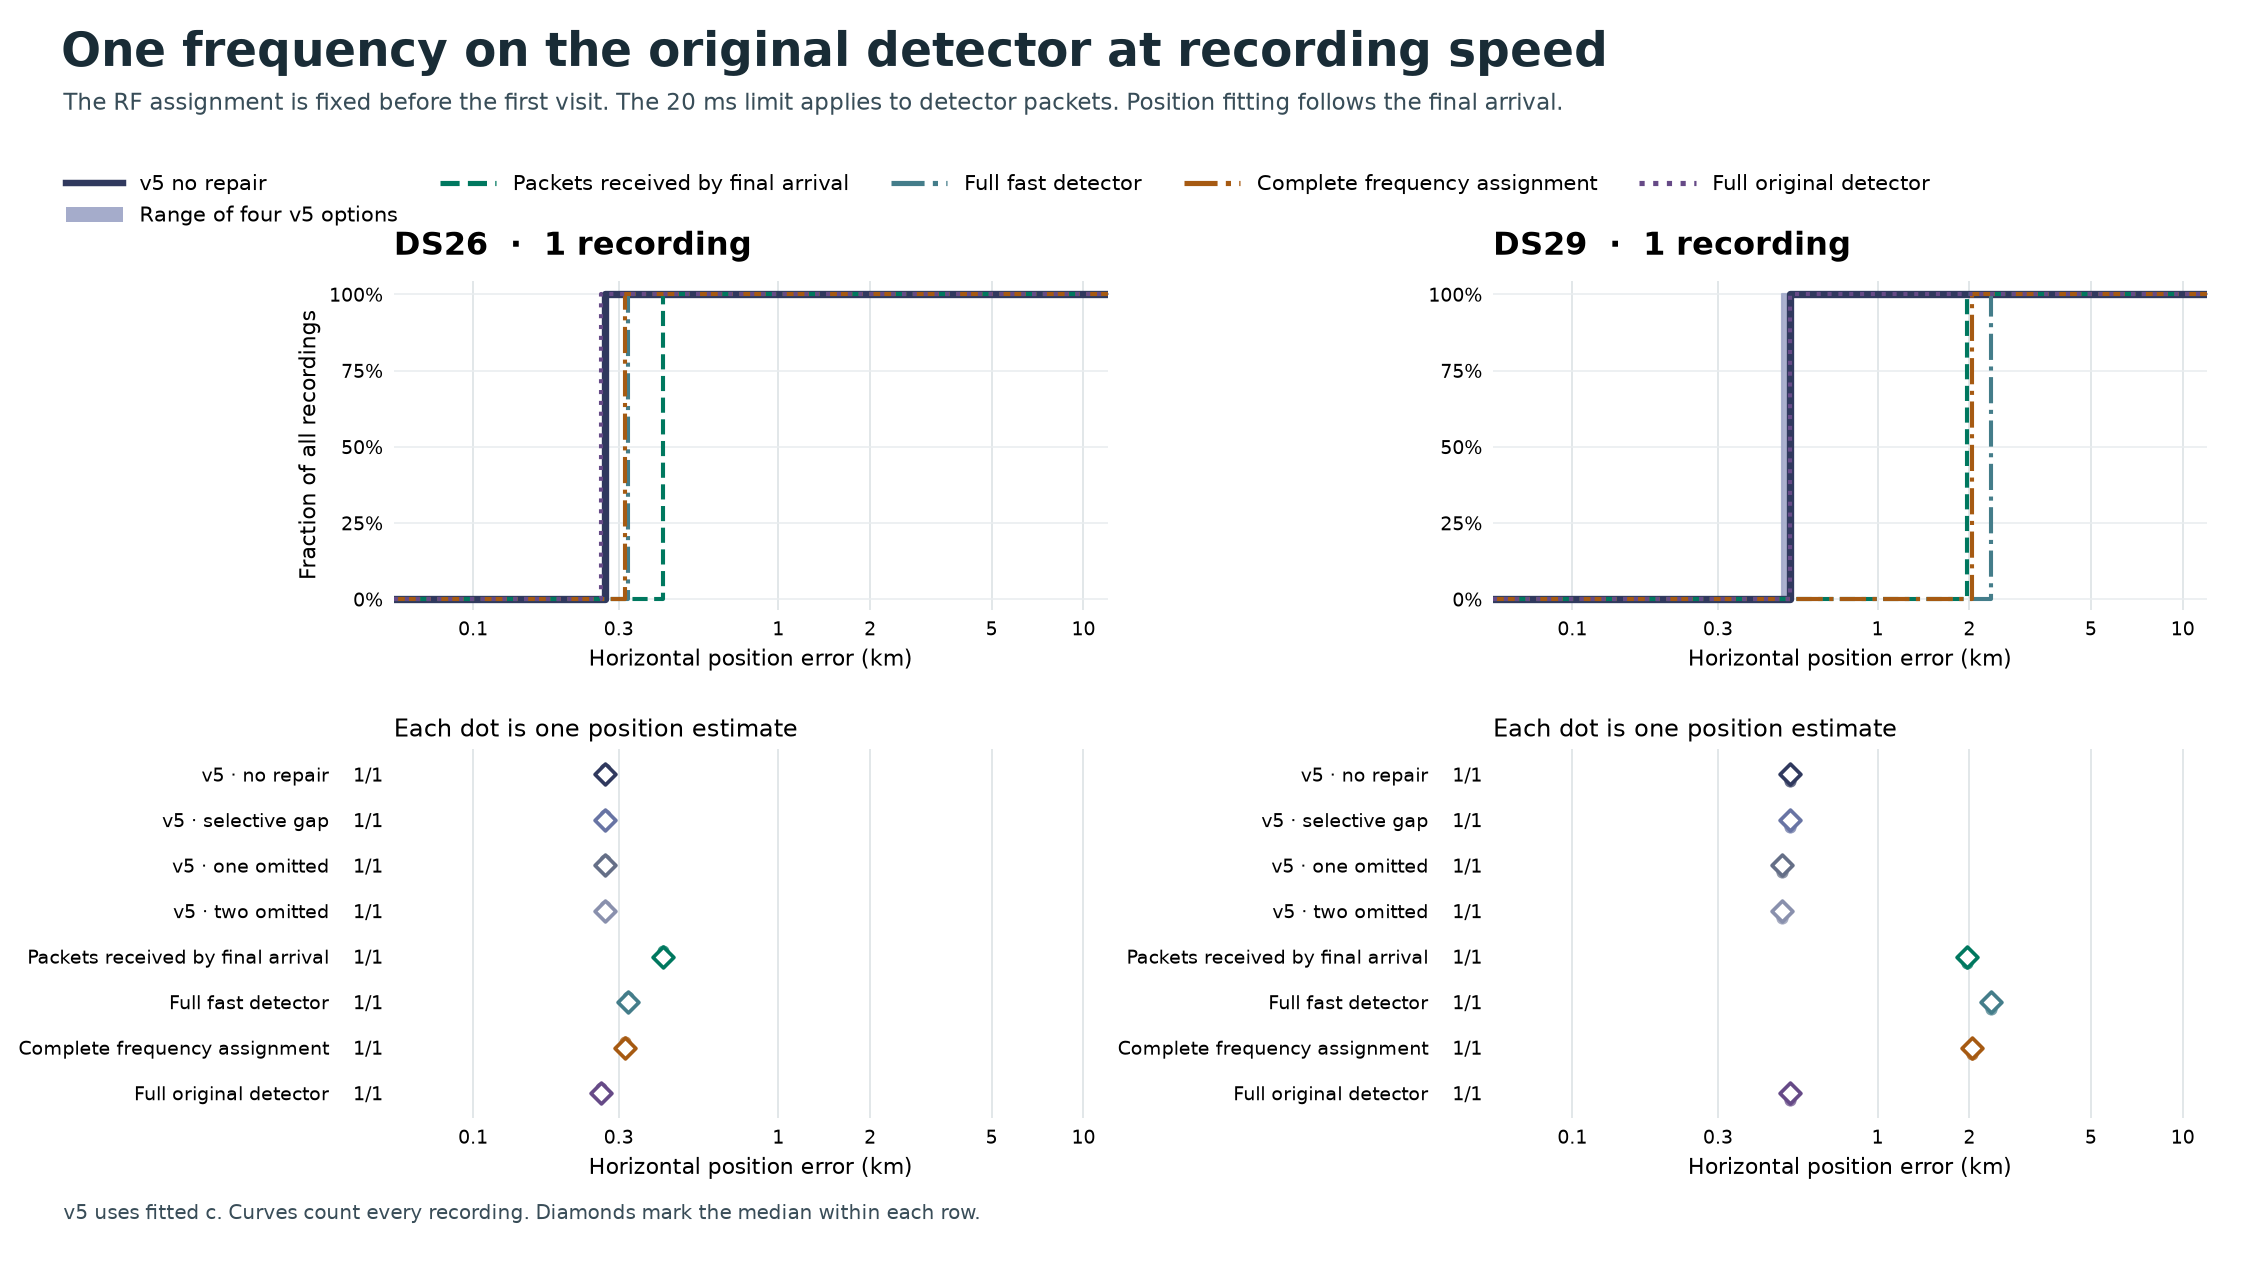 One frequency on the original detector at recording speed
The RF assignment is fixed before the first visit. The 20 ms limit applies to detector packets. Position fitting follows the final arrival.
v5 no repair
Packets received by final arrival
Full fast detector
Complete frequency assignment
Full original detector
Range of four v5 options
DS26 · 1 recording
100%
75%
50%
25%
0%
Fraction of all recordings
0.1 0.3 1 2 5 10
Horizontal position error (km)
DS29 · 1 recording
100%
75%
50%
25%
0%
0.1 0.3 1 2 5 10
Horizontal position error (km)
Each dot is one position estimate
v5 · no repair 1/1
v5 · selective gap 1/1
v5 · one omitted 1/1
v5 · two omitted 1/1
Packets received by final arrival 1/1
Full fast detector 1/1
Complete frequency assignment 1/1
Full original detector 1/1
0.1 0.3 1 2 5 10
Horizontal position error (km)
Each dot is one position estimate
v5 · no repair 1/1
v5 · selective gap 1/1
v5 · one omitted 1/1
v5 · two omitted 1/1
Packets received by final arrival 1/1
Full fast detector 1/1
Complete frequency assignment 1/1
Full original detector 1/1
0.1 0.3 1 2 5 10
Horizontal position error (km)
v5 uses fitted c. Curves count every recording. Diamonds mark the median within each row.